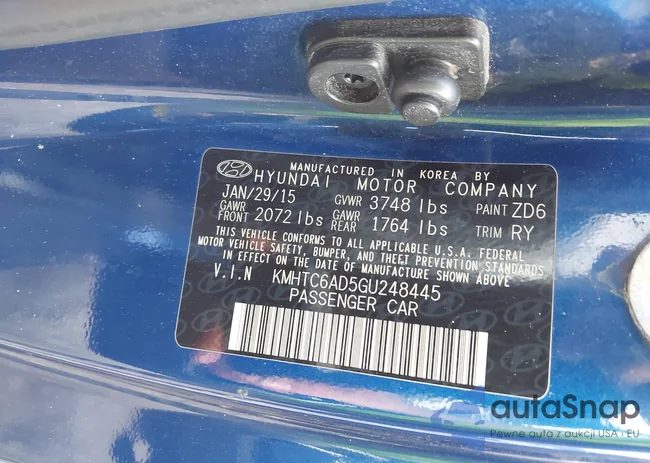 MANUFACTURED IN KOREA BY
HYUNDAI MOTOR COMPANY
JAN/29/15 GVWR 3748 lbs PAINT ZD6
GAWR FRONT 2072 lbs GAWR REAR 1764 lbs TRIM RY
THIS VEHICLE CONFORMS TO ALL APPLICABLE U.S.A. FEDERAL
MOTOR VEHICLE SAFETY, BUMPER, AND THEFT PREVENTION STANDARDS
IN EFFECT ON THE DATE OF MANUFACTURE SHOWN ABOVE
V.I.N KMHTC6AD5GU248445
PASSENGER CAR
autaSnap
Pewne auta z aukcji USA i EU